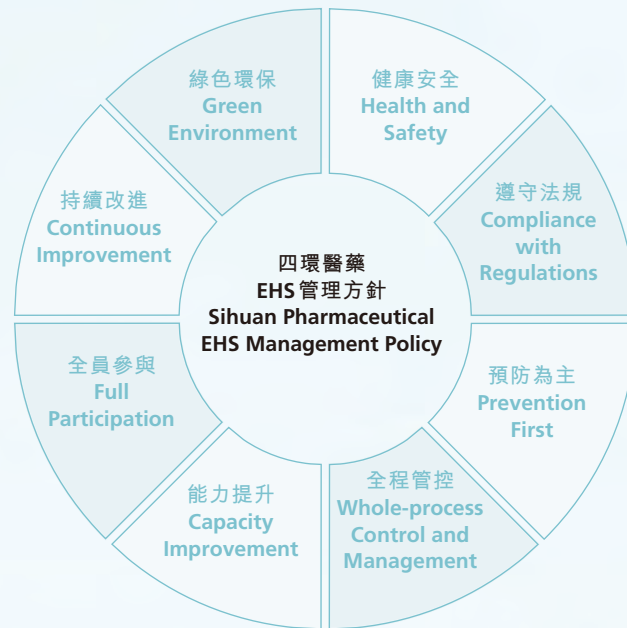 四環醫藥
EHS管理方針
Sihuan Pharmaceutical
EHS Management Policy
健康安全
Health and
Safety
遵守法規
Compliance
with
Regulations
預防為主
Prevention
First
全程管控
Whole-process
Control and
Management
能力提升
Capacity
Improvement
全員參與
Full
Participation
持續改進
Continuous
Improvement
綠色環保
Green
Environment